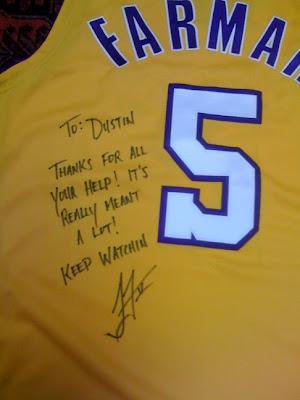 FARMA
5
TO: DUSTIN
THANKS FOR ALL
YOUR HELP! IT'S
REALLY MEANT
A LOT!
KEEP WATCHIN